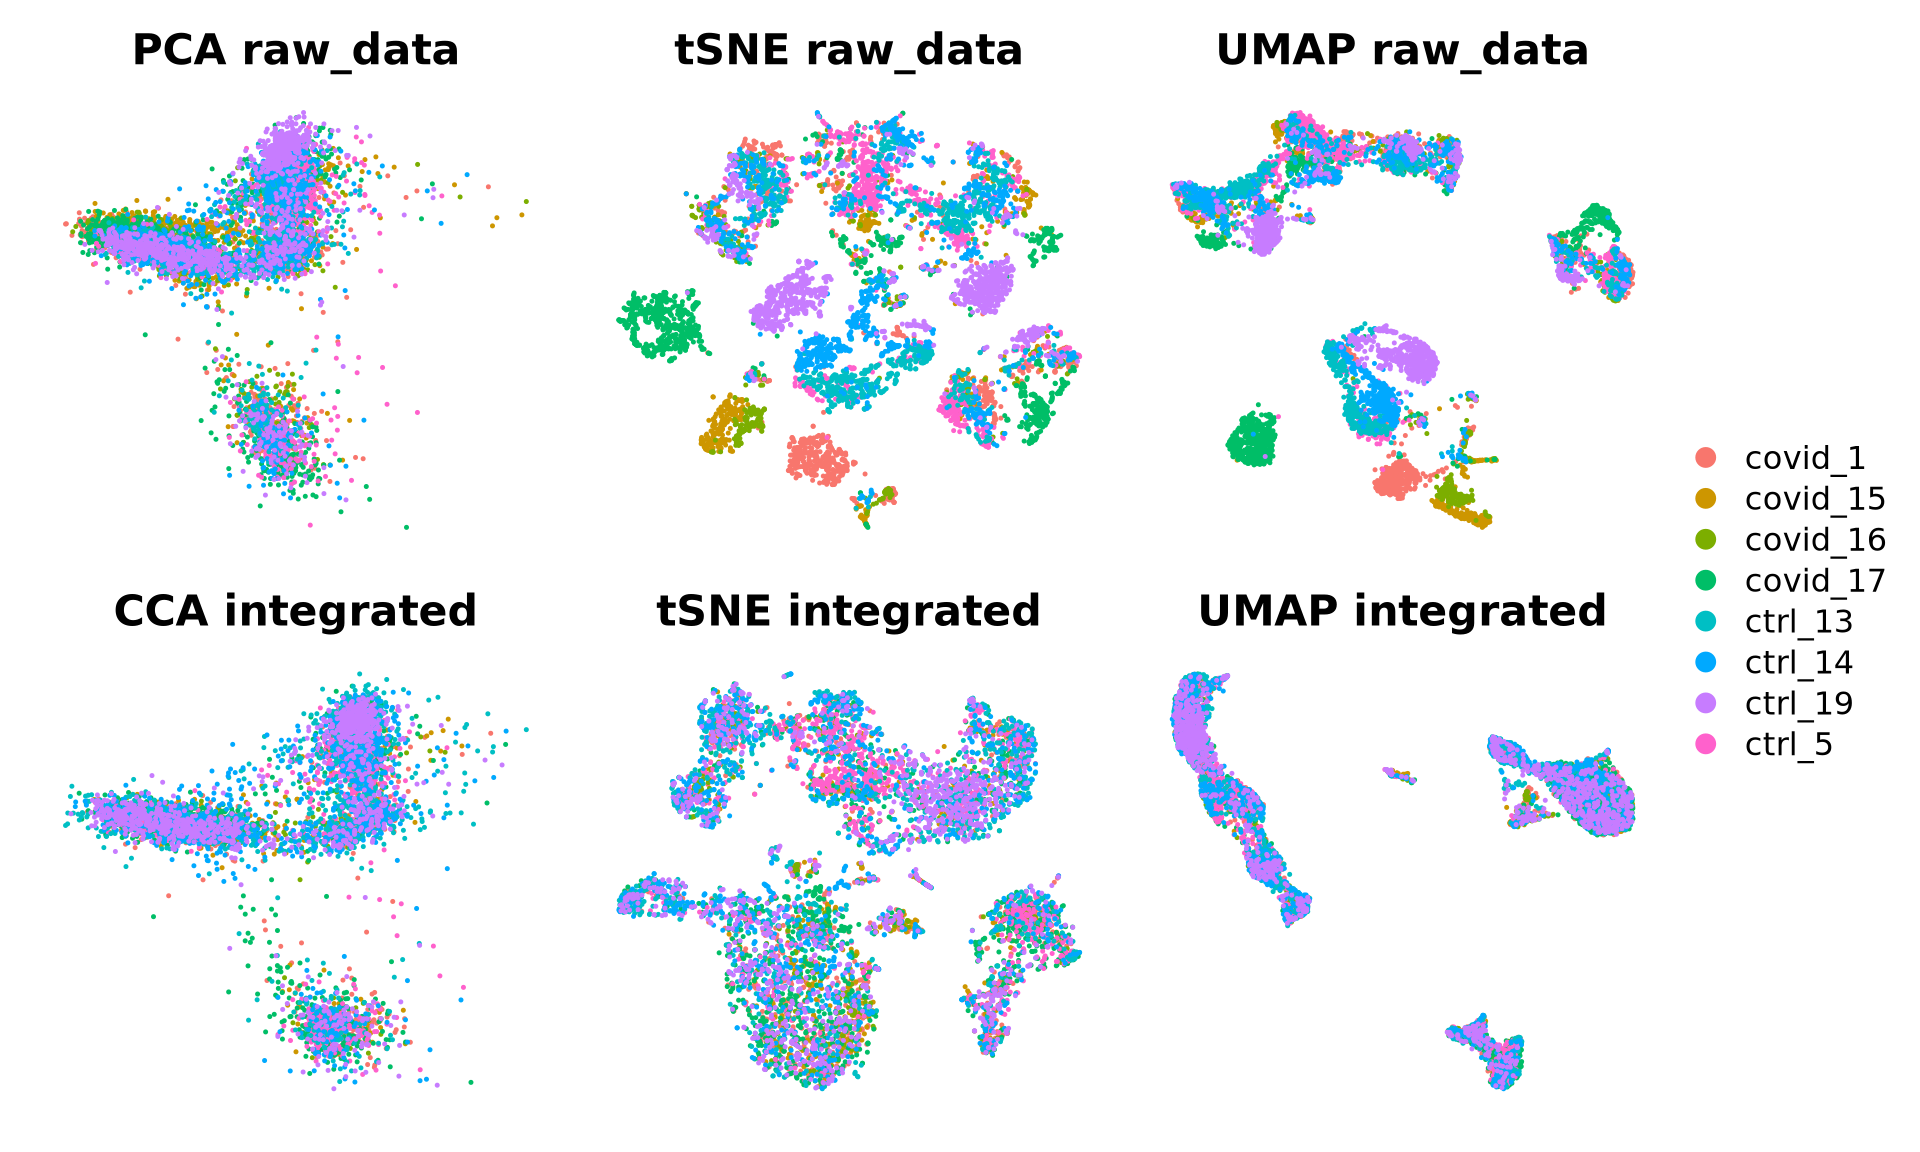 PCA raw_data
tSNE raw_data
UMAP raw_data
CCA integrated
tSNE integrated
UMAP integrated
covid_1
covid_15
covid_16
covid_17
ctrl_13
ctrl_14
ctrl_19
ctrl_5